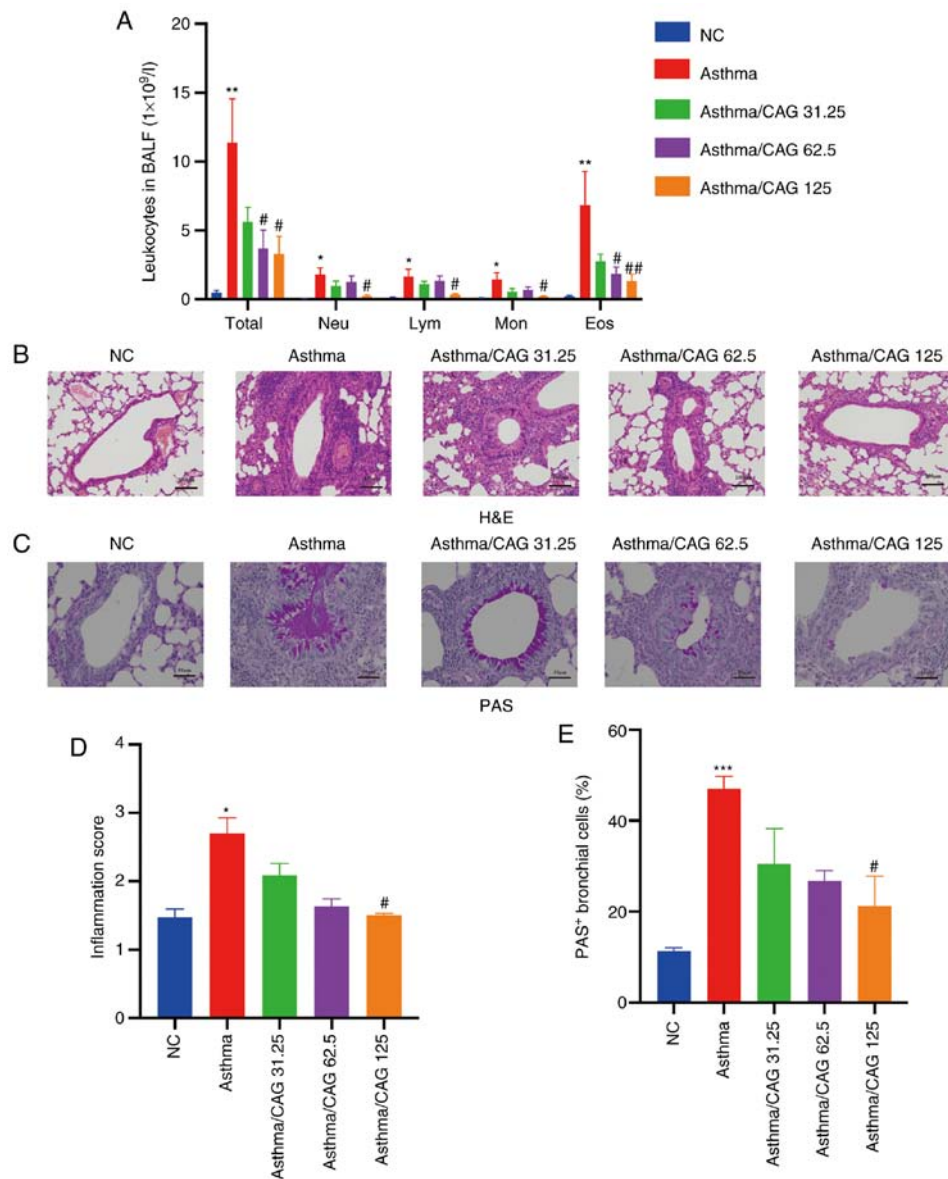 A
20
15
10
5
0
Leukocytes in BALF (1×10⁹/l)
**
#
#
*
#
*
#
*
#
**
#
##
Total Neu Lym Mon Eos
NC
Asthma
Asthma/CAG 31.25
Asthma/CAG 62.5
Asthma/CAG 125
B
NC Asthma Asthma/CAG 31.25 Asthma/CAG 62.5 Asthma/CAG 125
H&E
C
NC Asthma Asthma/CAG 31.25 Asthma/CAG 62.5 Asthma/CAG 125
PAS
D
4
3
2
1
0
Inflammation score
*
#
NC
Asthma
Asthma/CAG 31.25
Asthma/CAG 62.5
Asthma/CAG 125
E
60
40
20
0
PAS⁺ bronchial cells (%)
***
#
NC
Asthma
Asthma/CAG 31.25
Asthma/CAG 62.5
Asthma/CAG 125